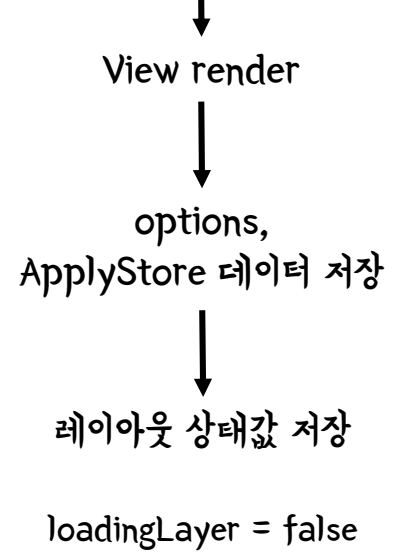 View render
options,
ApplyStore 데이터 저장
레이아웃 상태값 저장
loadingLayer = false